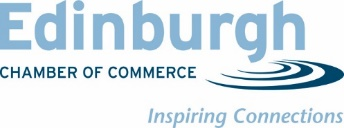 Edinburgh
CHAMBER OF COMMERCE
Inspiring Connections